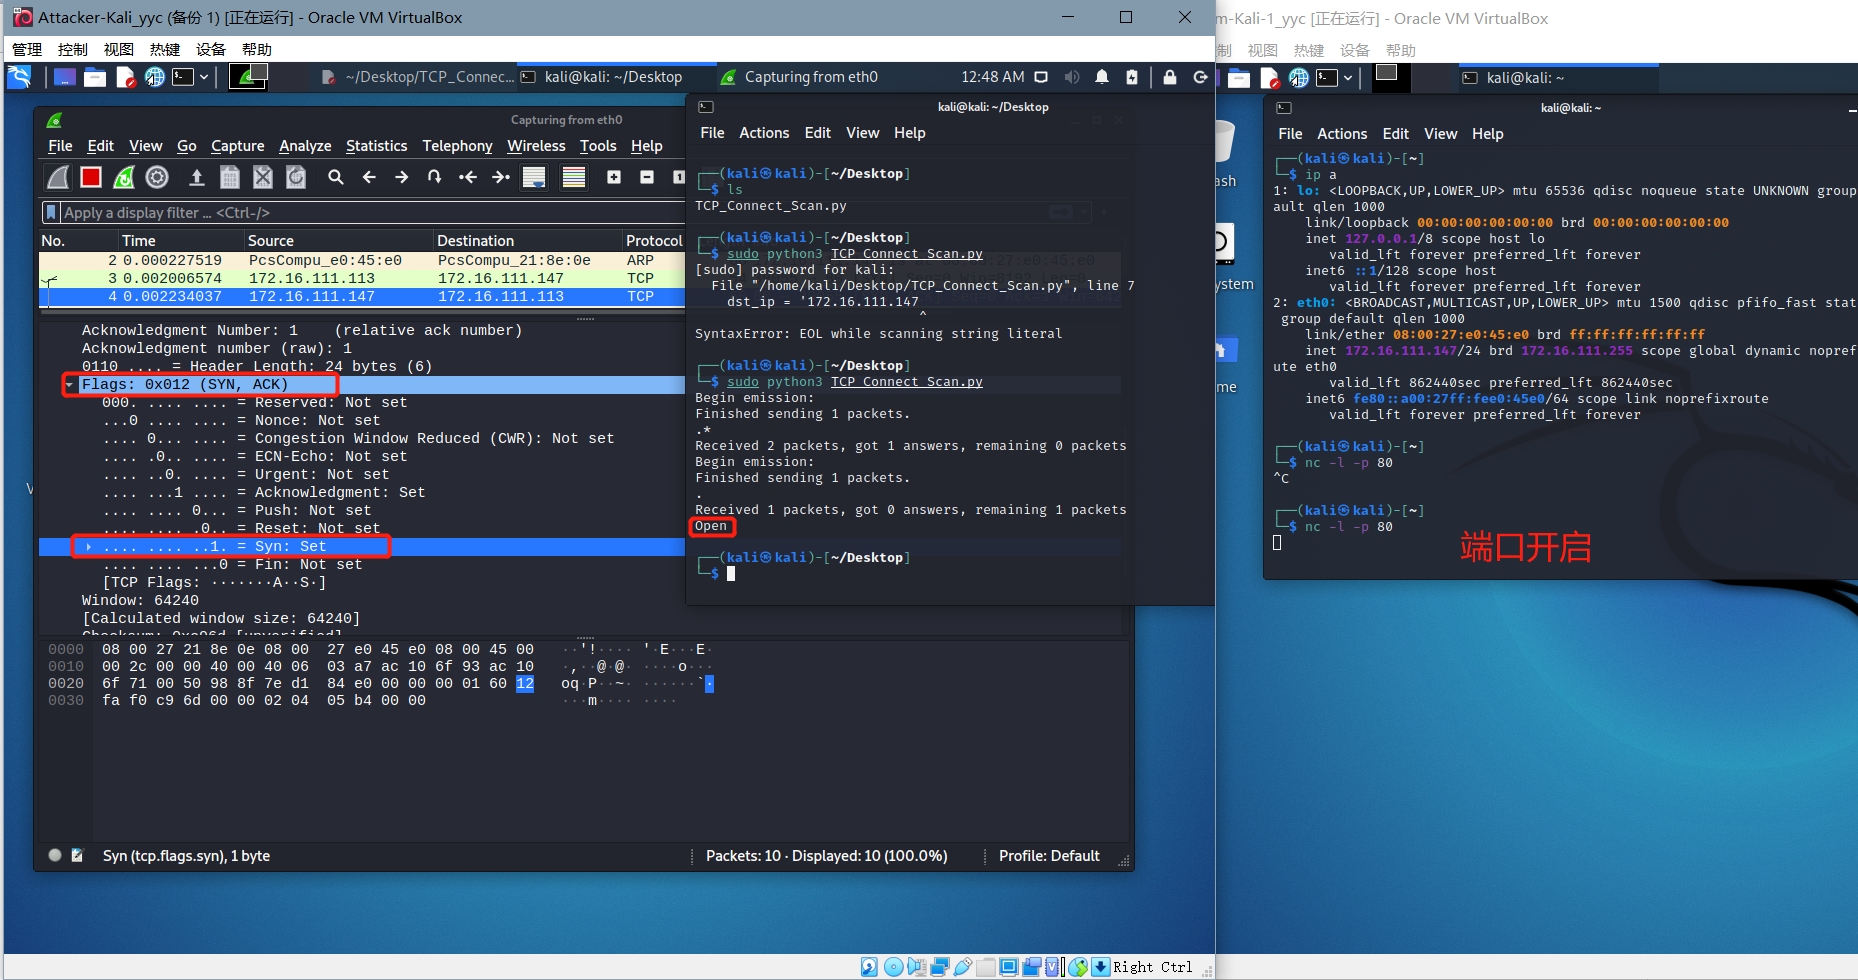 Attacker-Kali_yyc (备份 1) [正在运行] - Oracle VM VirtualBox
管理 控制 视图 热键 设备 帮助
~/Desktop/TCP_Connec... kali@kali: ~/Desktop Capturing from eth0 12:48 AM
Capturing from eth0
File Edit View Go Capture Analyze Statistics Telephony Wireless Tools Help
Apply a display filter ... <Ctrl-/>
No. Time Source Destination Protocol
2 0.000227519 PcsCompu_e0:45:e0 PcsCompu_21:8e:0e ARP
3 0.002006574 172.16.111.113 172.16.111.147 TCP
4 0.002234037 172.16.111.147 172.16.111.113 TCP
Acknowledgment Number: 1 (relative ack number)
Acknowledgment number (raw): 1
0110 .... = Header Length: 24 bytes (6)
Flags: 0x012 (SYN, ACK)
000. .... .... = Reserved: Not set
...0 .... .... = Nonce: Not set
.... 0... .... = Congestion Window Reduced (CWR): Not set
.... .0.. .... = ECN-Echo: Not set
.... ..0. .... = Urgent: Not set
.... ...1 .... = Acknowledgment: Set
.... .... 0... = Push: Not set
.... .... .0.. = Reset: Not set
.... .... ..1. = Syn: Set
.... .... ...0 = Fin: Not set
[TCP Flags: ·······A··S·]
Window: 64240
[Calculated window size: 64240]
Checksum: 0xc96d [unverified]
0000 08 00 27 21 8e 0e 08 00 27 e0 45 e0 08 00 45 00 ··'!···· '·E···E·
0010 00 2c 00 00 40 00 40 06 03 a7 ac 10 6f 93 ac 10 ·,··@·@· ····o···
0020 6f 71 00 50 98 8f 7e d1 84 e0 00 00 00 01 60 12 oq·P··~· ······`·
0030 fa f0 c9 6d 00 00 02 04 05 b4 00 00 ···m···· ····
Syn (tcp.flags.syn), 1 byte Packets: 10 · Displayed: 10 (100.0%) Profile: Default
kali@kali: ~/Desktop
File Actions Edit View Help
┌──(kali㉿kali)-[~/Desktop]
└─$ ls
TCP_Connect_Scan.py
┌──(kali㉿kali)-[~/Desktop]
└─$ sudo python3 TCP_Connect_Scan.py
[sudo] password for kali:
File "/home/kali/Desktop/TCP_Connect_Scan.py", line 7
dst_ip = '172.16.111.147
^
SyntaxError: EOL while scanning string literal
┌──(kali㉿kali)-[~/Desktop]
└─$ sudo python3 TCP_Connect_Scan.py
Begin emission:
Finished sending 1 packets.
.*
Received 2 packets, got 1 answers, remaining 0 packets
Begin emission:
Finished sending 1 packets.
.
Received 1 packets, got 0 answers, remaining 1 packets
Open
┌──(kali㉿kali)-[~/Desktop]
└─$
Right Ctrl
m-Kali-1_yyc [正在运行] - Oracle VM VirtualBox
制 视图 热键 设备 帮助
kali@kali: ~
ash
ystem
me
kali@kali: ~
File Actions Edit View Help
┌──(kali㉿kali)-[~]
└─$ ip a
1: lo: <LOOPBACK,UP,LOWER_UP> mtu 65536 qdisc noqueue state UNKNOWN group
ault qlen 1000
link/loopback 00:00:00:00:00:00 brd 00:00:00:00:00:00
inet 127.0.0.1/8 scope host lo
valid_lft forever preferred_lft forever
inet6 ::1/128 scope host
valid_lft forever preferred_lft forever
2: eth0: <BROADCAST,MULTICAST,UP,LOWER_UP> mtu 1500 qdisc pfifo_fast stat
group default qlen 1000
link/ether 08:00:27:e0:45:e0 brd ff:ff:ff:ff:ff:ff
inet 172.16.111.147/24 brd 172.16.111.255 scope global dynamic nopref
ute eth0
valid_lft 862440sec preferred_lft 862440sec
inet6 fe80::a00:27ff:fee0:45e0/64 scope link noprefixroute
valid_lft forever preferred_lft forever
┌──(kali㉿kali)-[~]
└─$ nc -l -p 80
^C
┌──(kali㉿kali)-[~]
└─$ nc -l -p 80
端口开启